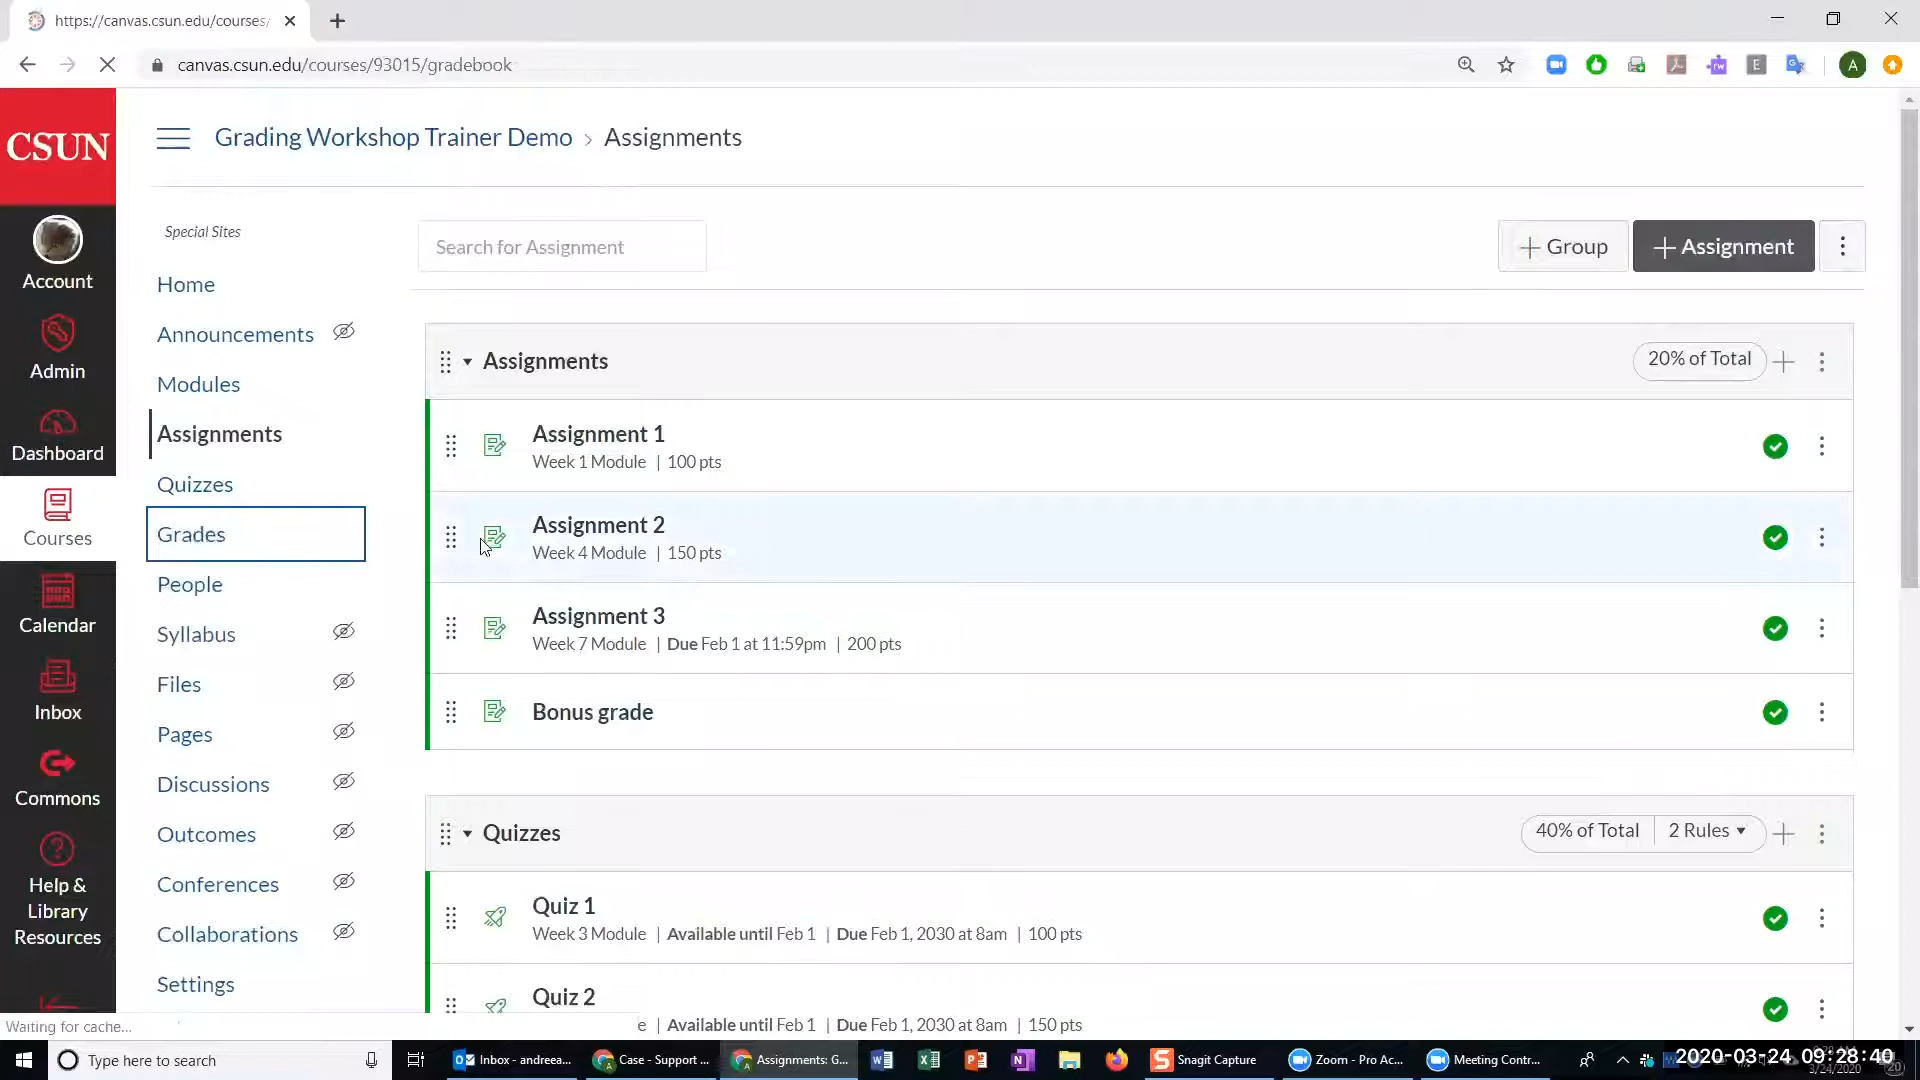 https://canvas.csun.edu/courses/
canvas.csun.edu/courses/93015/gradebook
A
CSUN
Account
Admin
Dashboard
Courses
Calendar
Inbox
Commons
Help &
Library
Resources
Grading Workshop Trainer Demo › Assignments
Special Sites
Home
Announcements
Modules
Assignments
Quizzes
Grades
People
Syllabus
Files
Pages
Discussions
Outcomes
Conferences
Collaborations
Settings
Search for Assignment
+ Group
+ Assignment
Assignments
20% of Total
Assignment 1
Week 1 Module | 100 pts
Assignment 2
Week 4 Module | 150 pts
Assignment 3
Week 7 Module | Due Feb 1 at 11:59pm | 200 pts
Bonus grade
Quizzes
40% of Total
2 Rules
Quiz 1
Week 3 Module | Available until Feb 1 | Due Feb 1, 2030 at 8am | 100 pts
Quiz 2
e | Available until Feb 1 | Due Feb 1, 2030 at 8am | 150 pts
Waiting for cache...
Type here to search
Inbox - andreea...
Case - Support ...
Assignments: G...
Snagit Capture
Zoom - Pro Ac...
Meeting Contr...
2020-03-24 09:28:40
3/24/2020
20